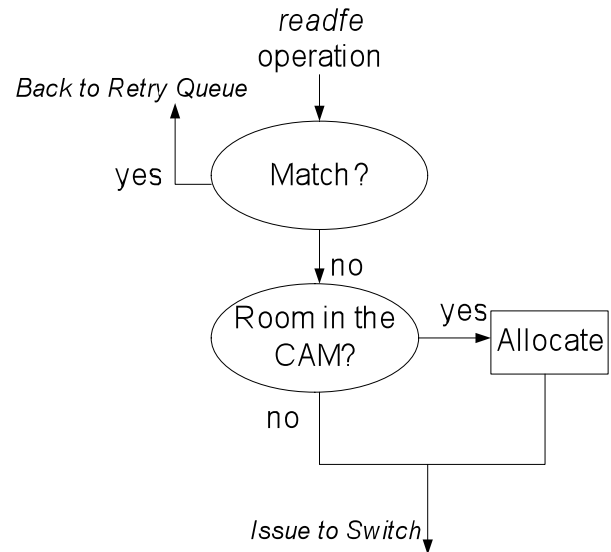 readfe
operation
Back to Retry Queue
yes
Match?
no
Room in the
CAM?
yes
Allocate
no
Issue to Switch